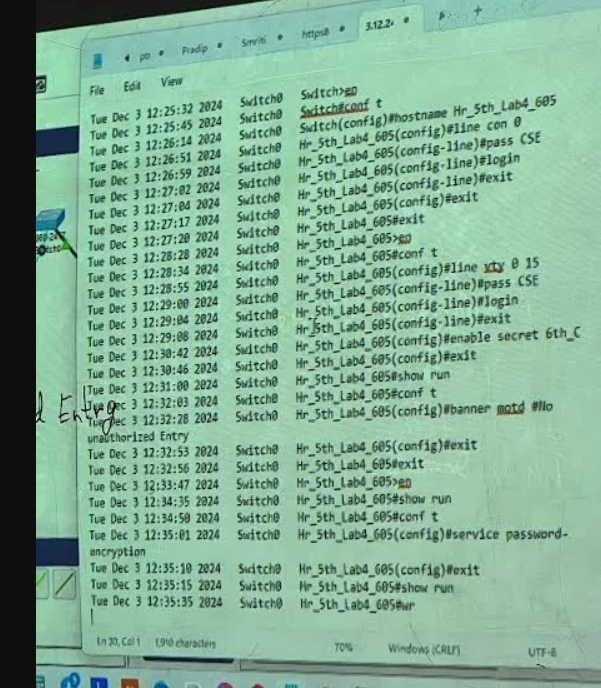 Pradip
Smriti
https8
3.12.24
File Edit View
Tue Dec 3 12:25:32 2024 Switch0 Switch>en
Tue Dec 3 12:25:45 2024 Switch0 Switch#conf t
Tue Dec 3 12:26:14 2024 Switch0 Switch(config)#hostname Hr_5th_Lab4_605
Tue Dec 3 12:26:51 2024 Switch0 Hr_5th_Lab4_605(config)#line con 0
Tue Dec 3 12:26:59 2024 Switch0 Hr_5th_Lab4_605(config-line)#pass CSE
Tue Dec 3 12:27:02 2024 Switch0 Hr_5th_Lab4_605(config-line)#login
Tue Dec 3 12:27:04 2024 Switch0 Hr_5th_Lab4_605(config-line)#exit
Tue Dec 3 12:27:17 2024 Switch0 Hr_5th_Lab4_605(config)#exit
Tue Dec 3 12:27:20 2024 Switch0 Hr_5th_Lab4_605#exit
Tue Dec 3 12:28:28 2024 Switch0 Hr_5th_Lab4_605>en
Tue Dec 3 12:28:34 2024 Switch0 Hr_5th_Lab4_605#conf t
Tue Dec 3 12:28:55 2024 Switch0 Hr_5th_Lab4_605(config)#line vty 0 15
Tue Dec 3 12:29:00 2024 Switch0 Hr_5th_Lab4_605(config-line)#pass CSE
Tue Dec 3 12:29:04 2024 Switch0 Hr_5th_Lab4_605(config-line)#login
Tue Dec 3 12:29:08 2024 Switch0 Hr_5th_Lab4_605(config-line)#exit
Tue Dec 3 12:30:42 2024 Switch0 Hr_5th_Lab4_605(config)#enable secret 6th_C
Tue Dec 3 12:30:46 2024 Switch0 Hr_5th_Lab4_605(config)#exit
Tue Dec 3 12:31:00 2024 Switch0 Hr_5th_Lab4_605#show run
Tue Dec 3 12:32:03 2024 Switch0 Hr_5th_Lab4_605#conf t
Tue Dec 3 12:32:28 2024 Switch0 Hr_5th_Lab4_605(config)#banner motd #No
unauthorized Entry
Tue Dec 3 12:32:53 2024 Switch0 Hr_5th_Lab4_605(config)#exit
Tue Dec 3 12:32:56 2024 Switch0 Hr_5th_Lab4_605#exit
Tue Dec 3 12:33:47 2024 Switch0 Hr_5th_Lab4_605>en
Tue Dec 3 12:34:35 2024 Switch0 Hr_5th_Lab4_605#show run
Tue Dec 3 12:34:50 2024 Switch0 Hr_5th_Lab4_605#conf t
Tue Dec 3 12:35:01 2024 Switch0 Hr_5th_Lab4_605(config)#service password-
encryption
Tue Dec 3 12:35:10 2024 Switch0 Hr_5th_Lab4_605(config)#exit
Tue Dec 3 12:35:15 2024 Switch0 Hr_5th_Lab4_605#show run
Tue Dec 3 12:35:35 2024 Switch0 Hr_5th_Lab4_605#wr
d Entry
Ln 30, Col 1 1,910 characters 70% Windows (CRLF) UTF-8